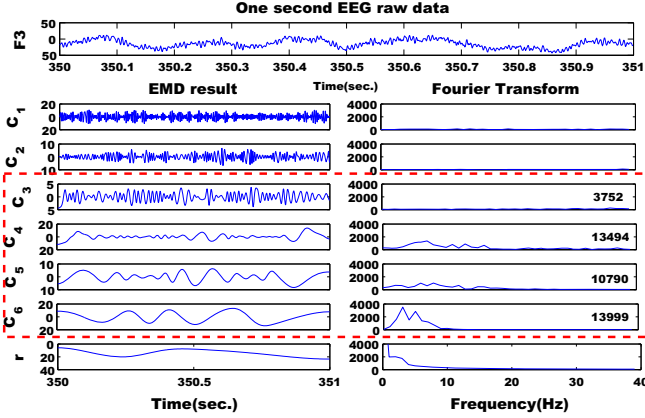 One second EEG raw data
50
0
50
F3
350 350.1 350.2 350.3 350.4 350.5 350.6 350.7 350.8 350.9 351
Time(sec.)
EMD result Fourier Transform
C1 20 0 20 4000 2000 0
C2 10 0 10 4000 2000 0
C3 5 0 5 4000 2000 0 3752
C4 20 0 20 4000 2000 0 13494
C5 10 0 10 4000 2000 0 10790
C6 20 0 20 4000 2000 0 13999
r 0 20 40 4000 2000 0
350 350.5 351 0 10 20 30 40
Time(sec.) Frequency(Hz)